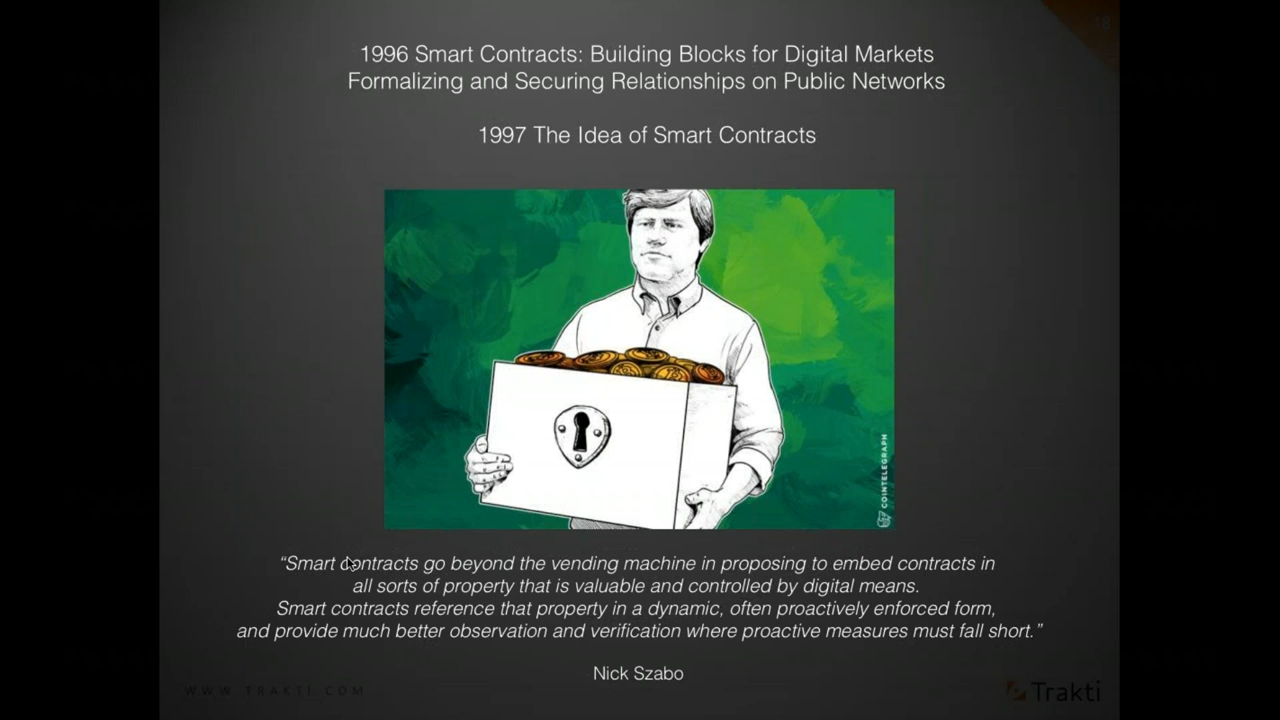 18
1996 Smart Contracts: Building Blocks for Digital Markets
Formalizing and Securing Relationships on Public Networks
1997 The Idea of Smart Contracts
COINTELEGRAPH
“Smart contracts go beyond the vending machine in proposing to embed contracts in
all sorts of property that is valuable and controlled by digital means.
Smart contracts reference that property in a dynamic, often proactively enforced form,
and provide much better observation and verification where proactive measures must fall short.”
Nick Szabo
WWW.TRAKTI.COM
Trakti